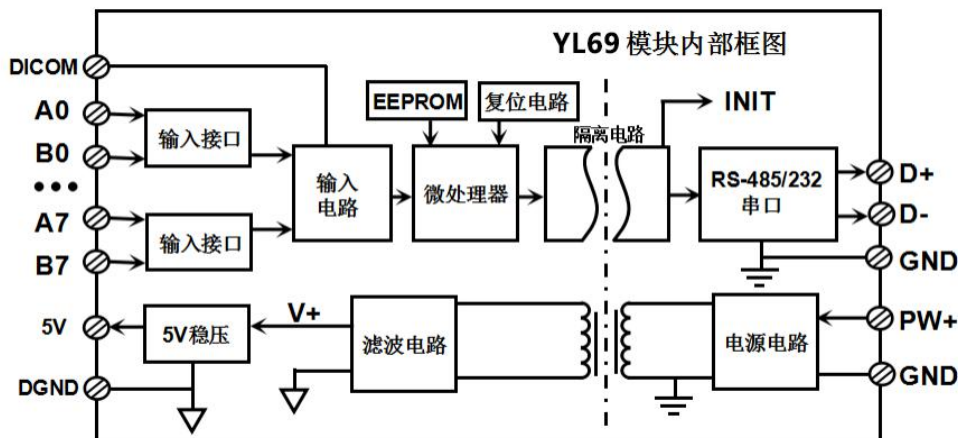 YL69 模块内部框图
DICOM
A0
B0
•••
A7
B7
5V
DGND
输入接口
输入接口
输入
电路
EEPROM
复位电路
微处理器
隔离电路
INIT
RS-485/232
串口
D+
D-
GND
5V稳压
V+
滤波电路
电源电路
PW+
GND